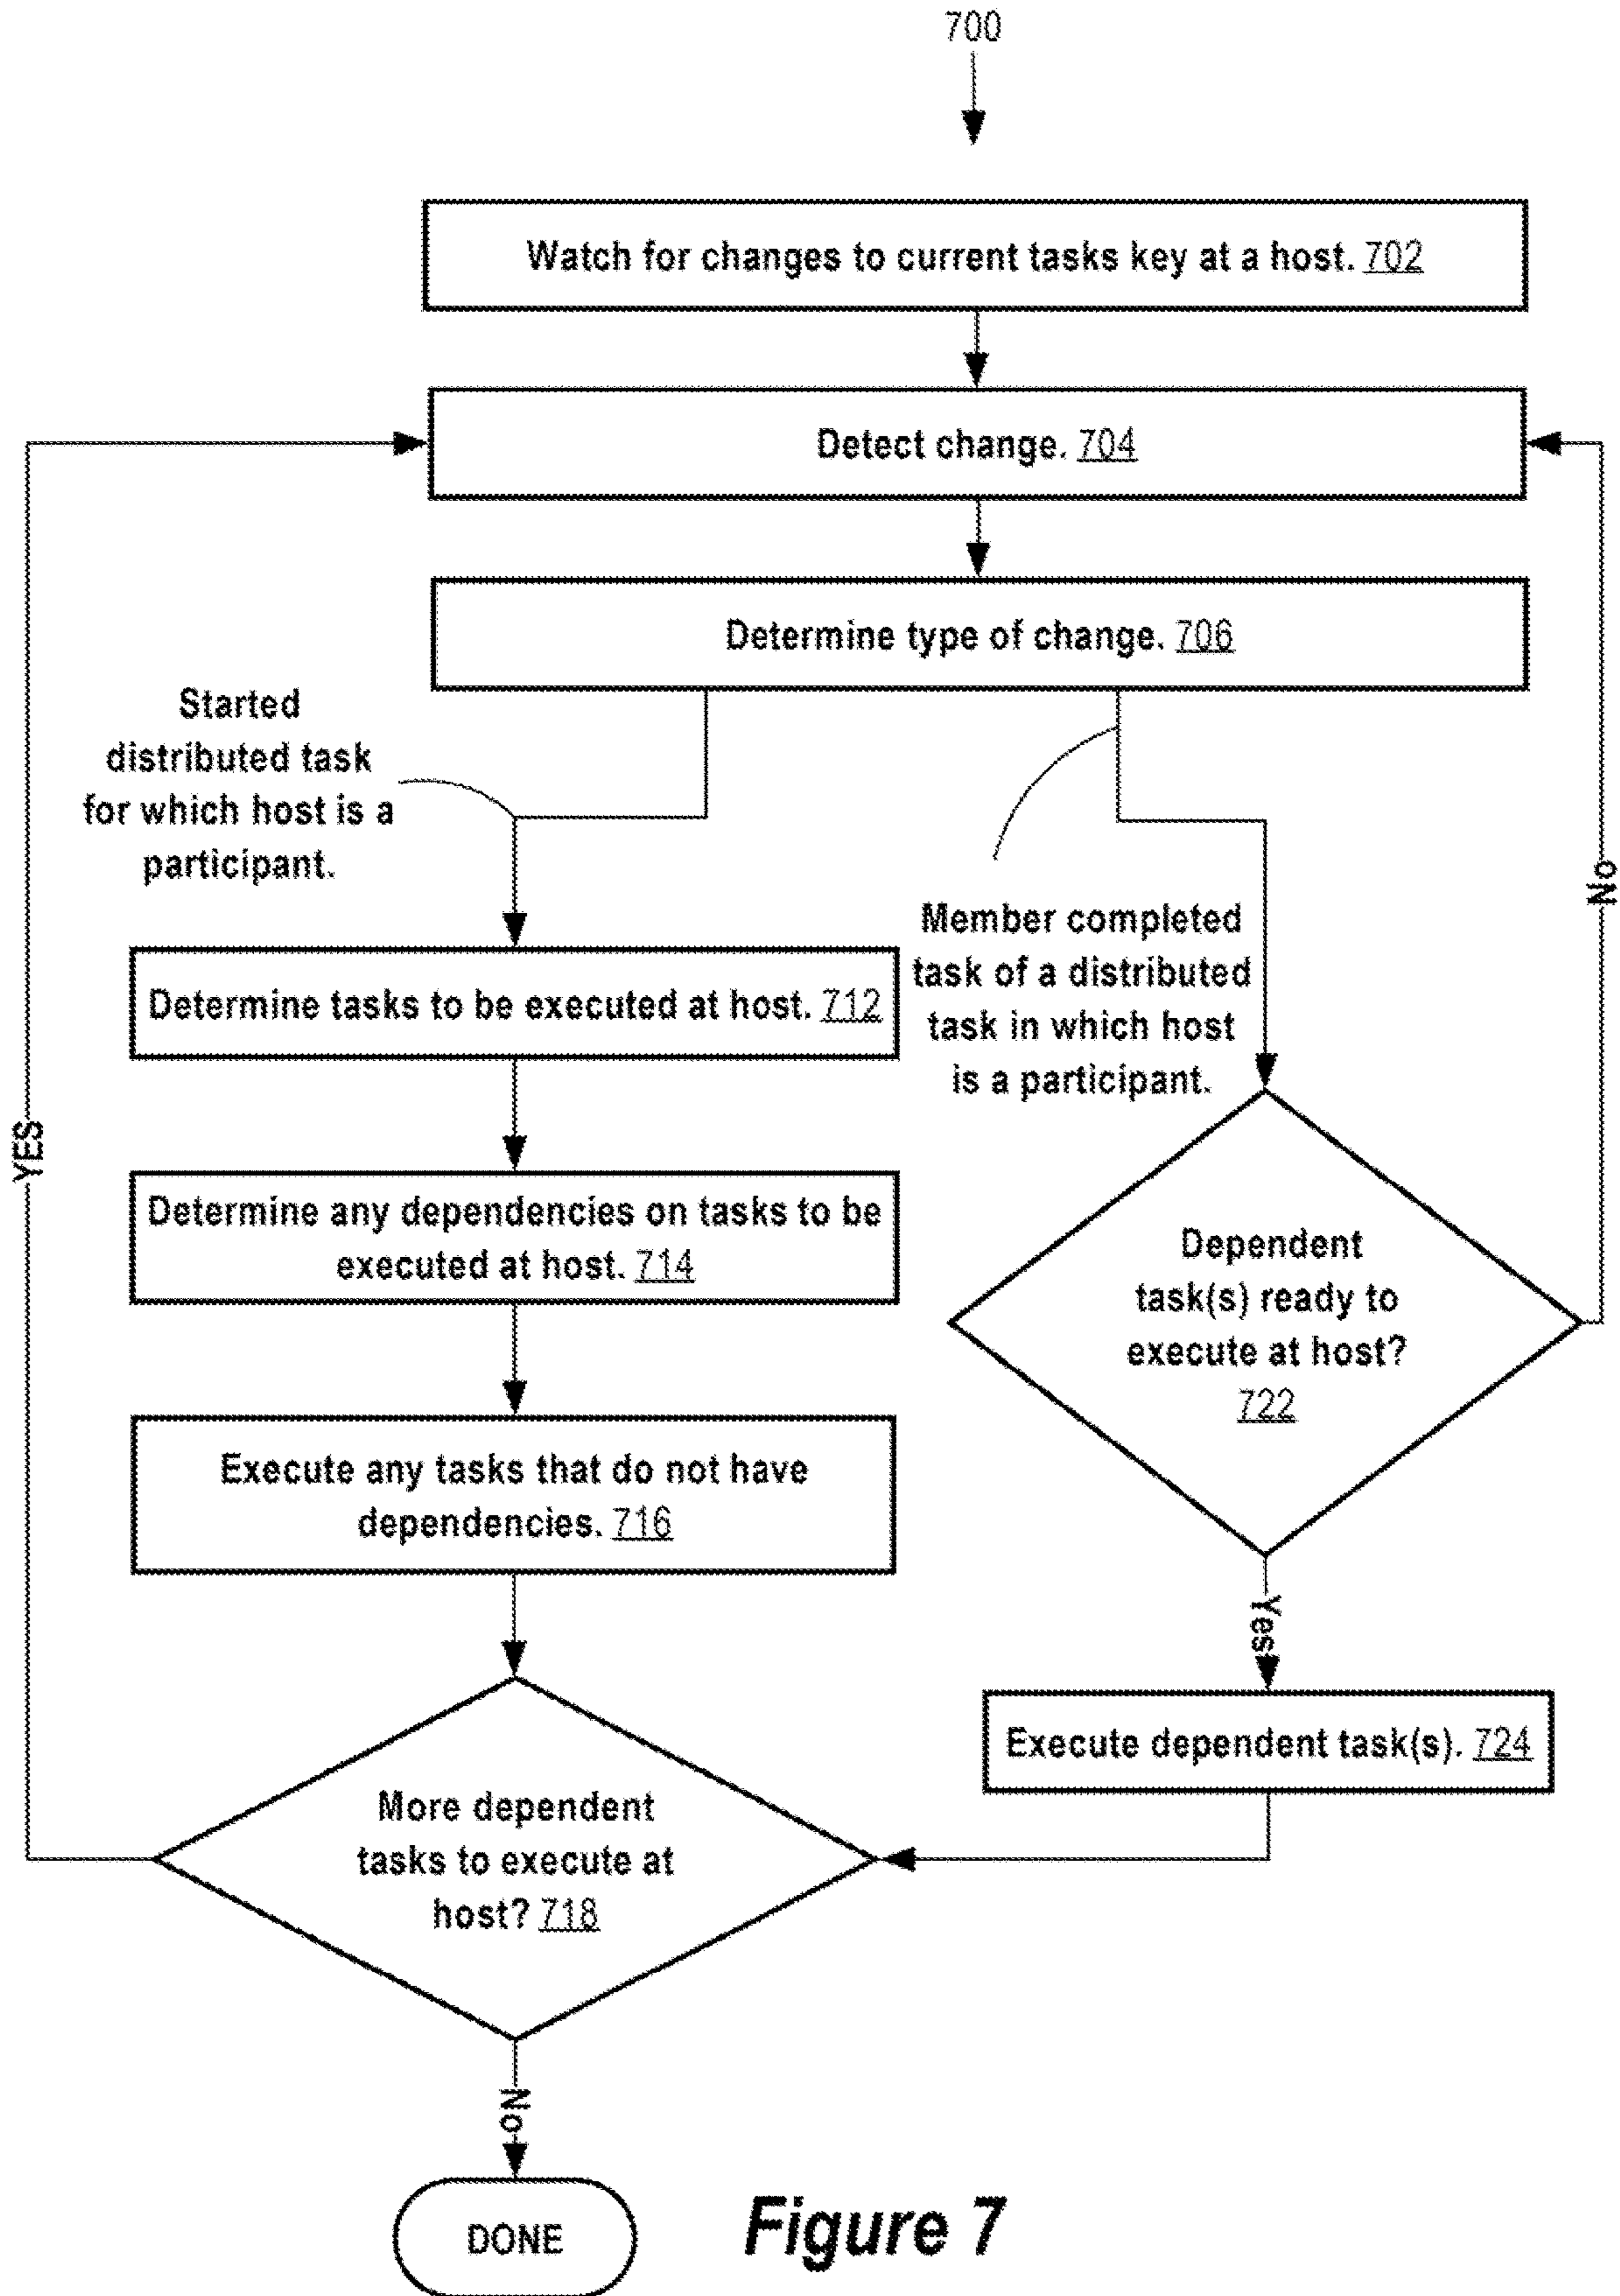 700
Watch for changes to current tasks key at a host. 702
Detect change. 704
Determine type of change. 706
Started
distributed task
for which host is a
participant.
Member completed
task of a distributed
task in which host
is a participant.
No
Determine tasks to be executed at host. 712
YES
Determine any dependencies on tasks to be
executed at host. 714
Dependent
task(s) ready to
execute at host?
722
Execute any tasks that do not have
dependencies. 716
Yes
Execute dependent task(s). 724
More dependent
tasks to execute at
host? 718
No
DONE
Figure 7